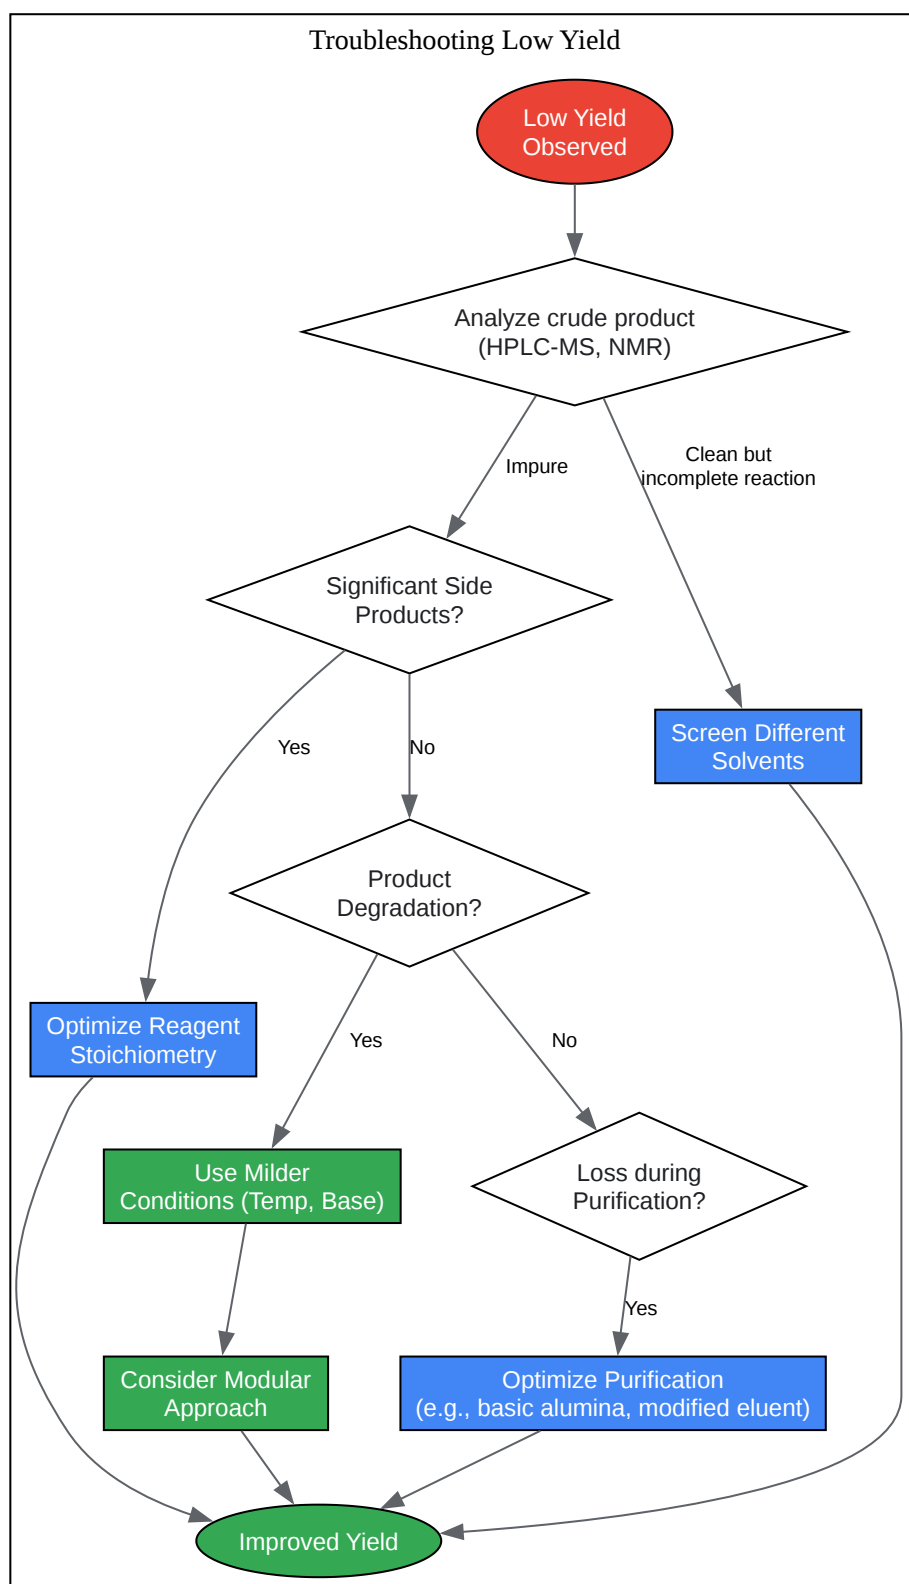 Troubleshooting Low Yield
Low Yield
Observed
Analyze crude product
(HPLC-MS, NMR)
Impure
Clean but
incomplete reaction
Significant Side
Products?
Yes
No
Screen Different
Solvents
Product
Degradation?
Optimize Reagent
Stoichiometry
Yes
No
Use Milder
Conditions (Temp, Base)
Loss during
Purification?
Yes
Consider Modular
Approach
Optimize Purification
(e.g., basic alumina, modified eluent)
Improved Yield